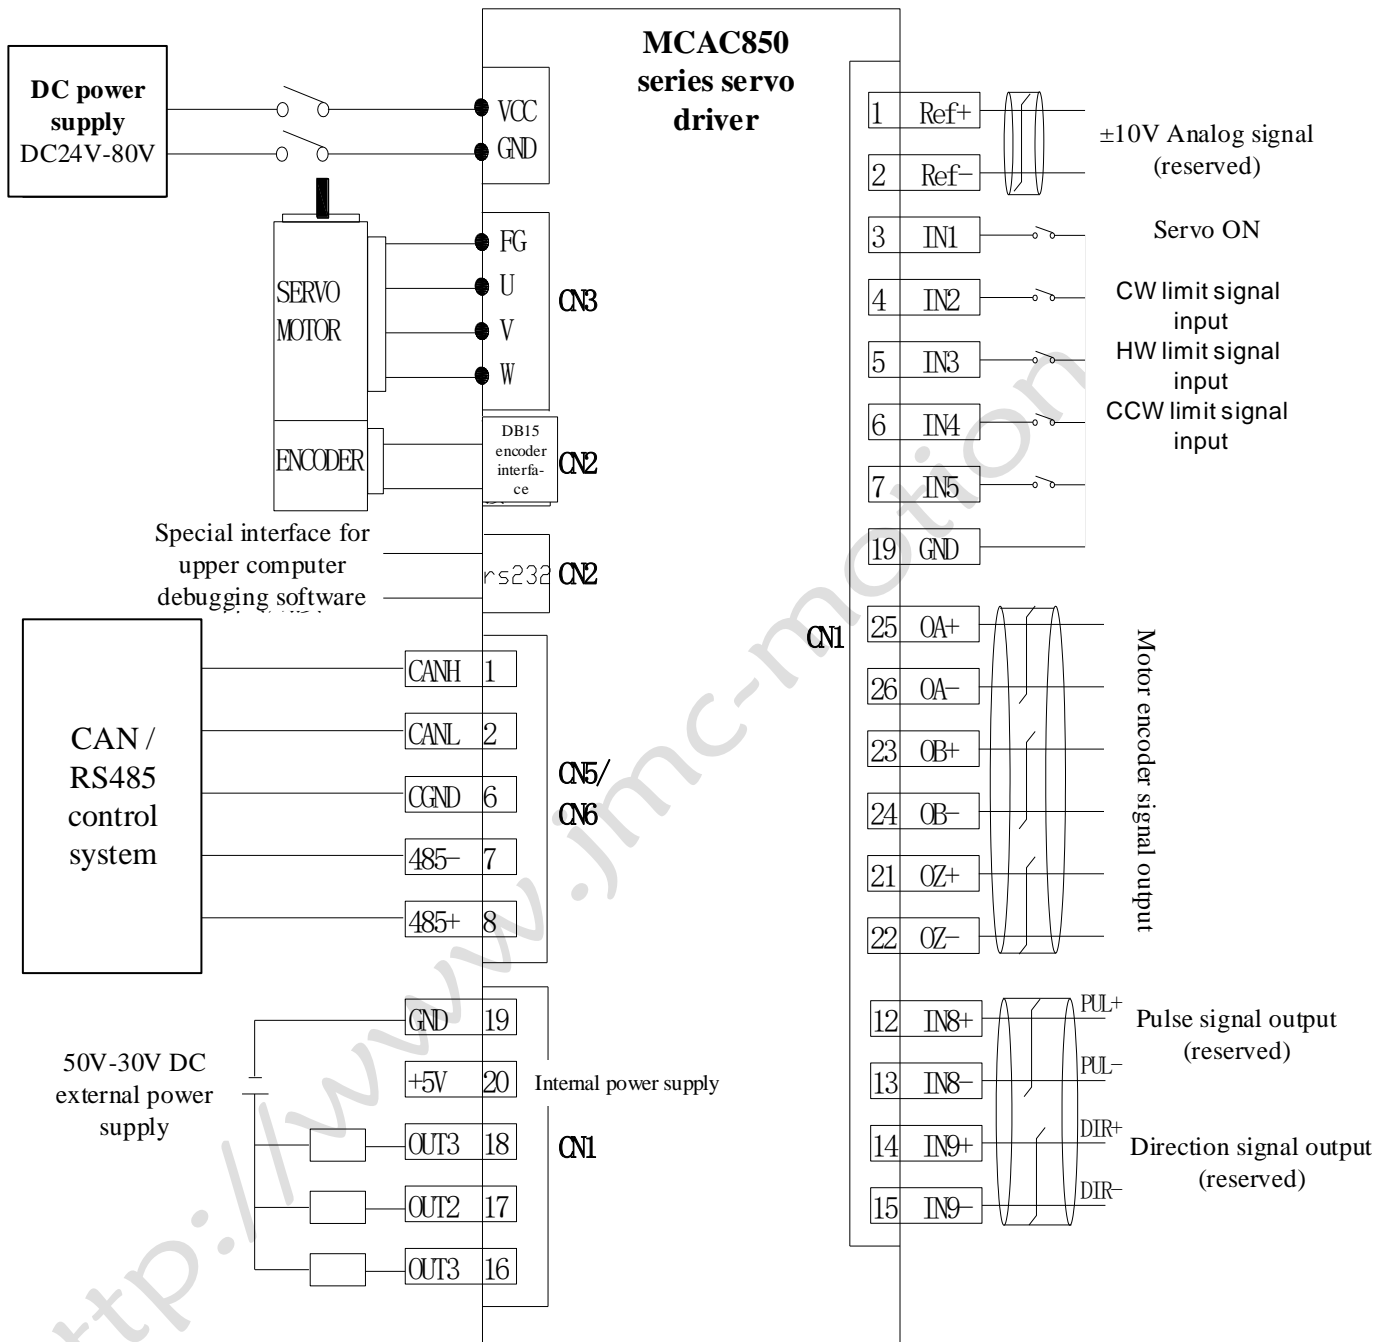 MCAC850
series servo
driver
DC power
supply
DC24V-80V
VCC
GND
SERVO
MOTOR
FG
U
V
W
CN3
ENCODER
DB15
encoder
interfa-
ce
CN2
Special interface for
upper computer
debugging software
rs232
CN2
CAN /
RS485
control
system
CANH 1
CANL 2
CGND 6
485- 7
485+ 8
CN5/
CN6
50V-30V DC
external power
supply
GND 19
+5V 20
Internal power supply
OUT3 18
OUT2 17
OUT3 16
CN1
CN1
1 Ref+
2 Ref-
±10V Analog signal
(reserved)
3 IN1
Servo ON
4 IN2
CW limit signal
input
5 IN3
HW limit signal
input
6 IN4
CCW limit signal
input
7 IN5
19 GND
25 OA+
26 OA-
23 OB+
24 OB-
21 OZ+
22 OZ-
Motor encoder signal output
12 IN8+
PUL+
13 IN8-
PUL-
Pulse signal output
(reserved)
14 IN9+
DIR+
15 IN9-
DIR-
Direction signal output
(reserved)
ttp://www.jmc-motion